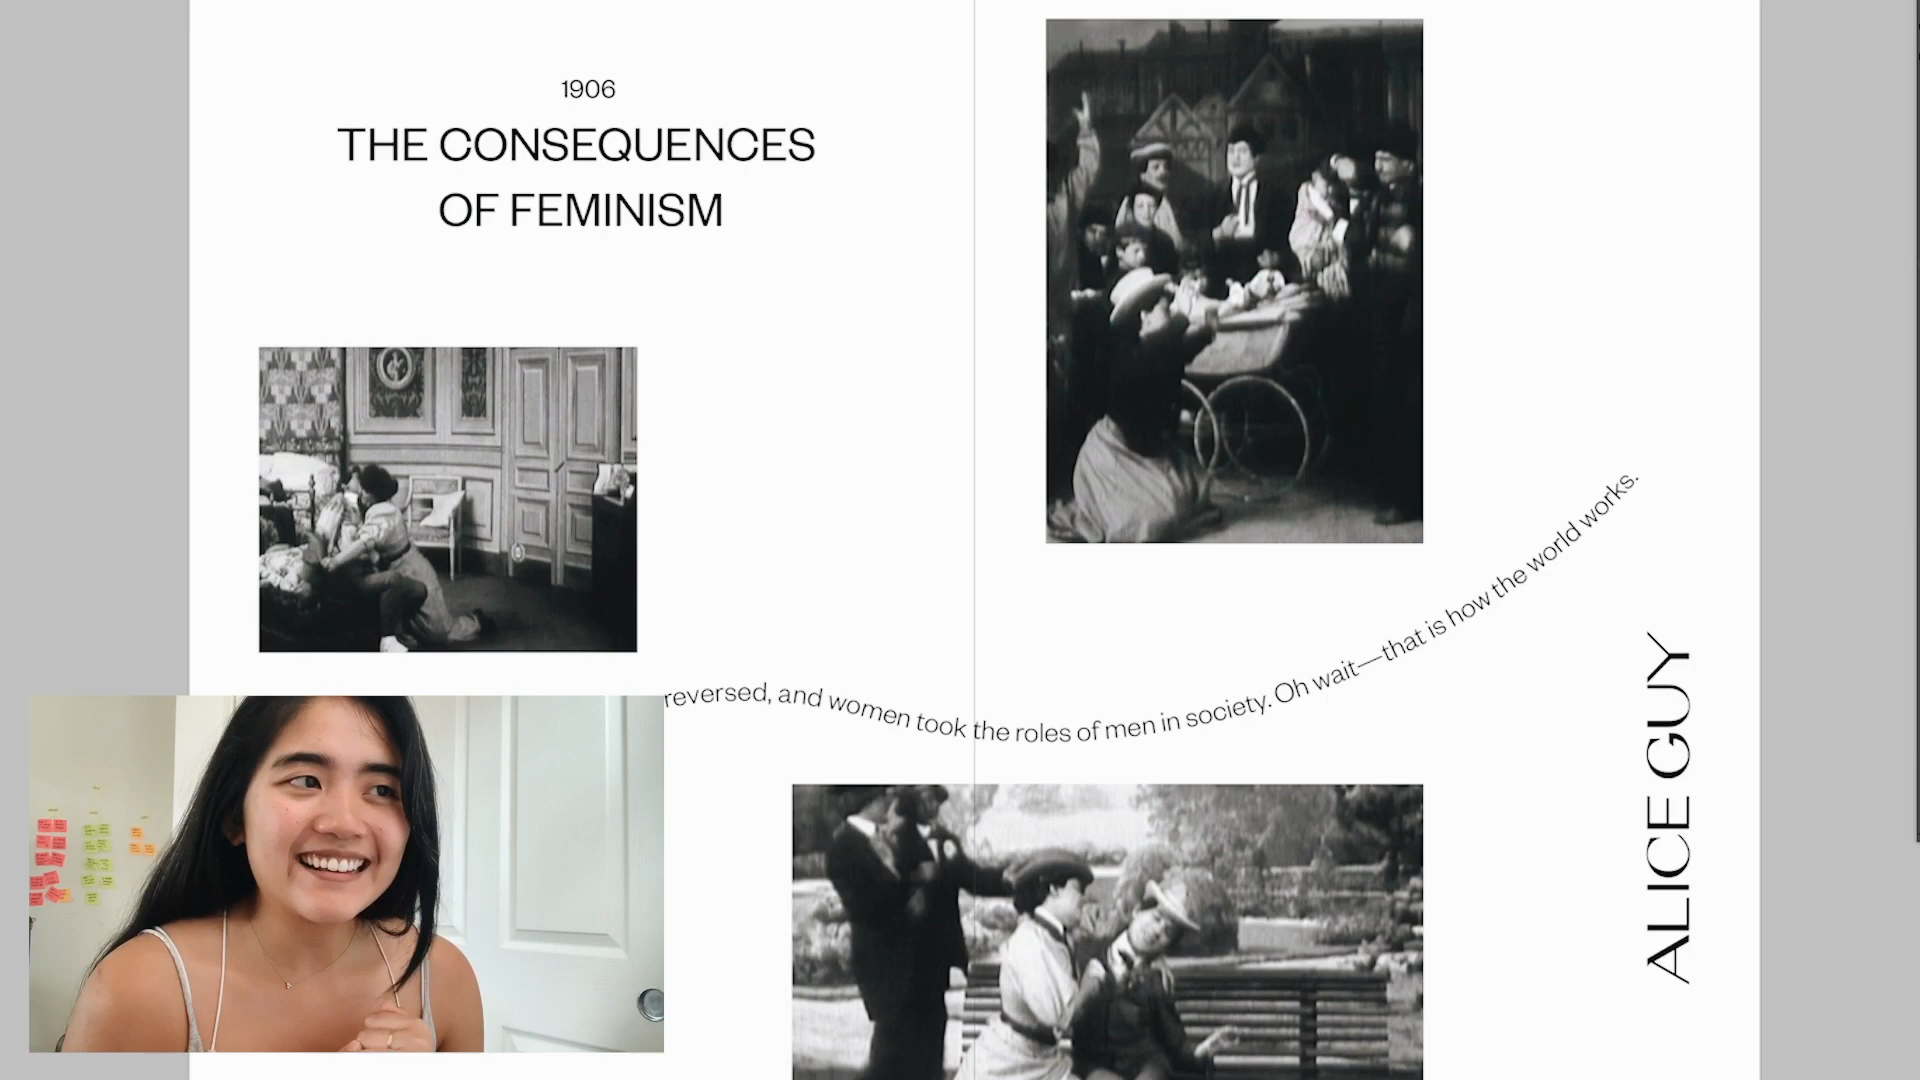 1906
THE CONSEQUENCES
OF FEMINISM
reversed, and women took the roles of men in society. Oh wait—that is how the world works.
ALICE GUY